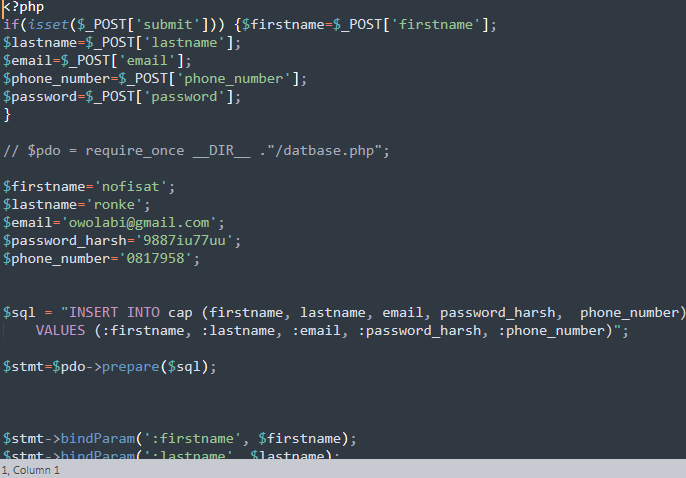 <?php
if(isset($_POST['submit'])) {$firstname=$_POST['firstname'];
$lastname=$_POST['lastname'];
$email=$_POST['email'];
$phone_number=$_POST['phone_number'];
$password=$_POST['password'];
}
// $pdo = require_once __DIR__ ."/datbase.php";
$firstname='nofisat';
$lastname='ronke';
$email='owolabi@gmail.com';
$password_harsh='9887iu77uu';
$phone_number='0817958';
$sql = "INSERT INTO cap (firstname, lastname, email, password_harsh,  phone_number)
VALUES (:firstname, :lastname, :email, :password_harsh, :phone_number)";
$stmt=$pdo->prepare($sql);
$stmt->bindParam(':firstname', $firstname);
$stmt->bindParam(':lastname', $lastname);
1, Column 1